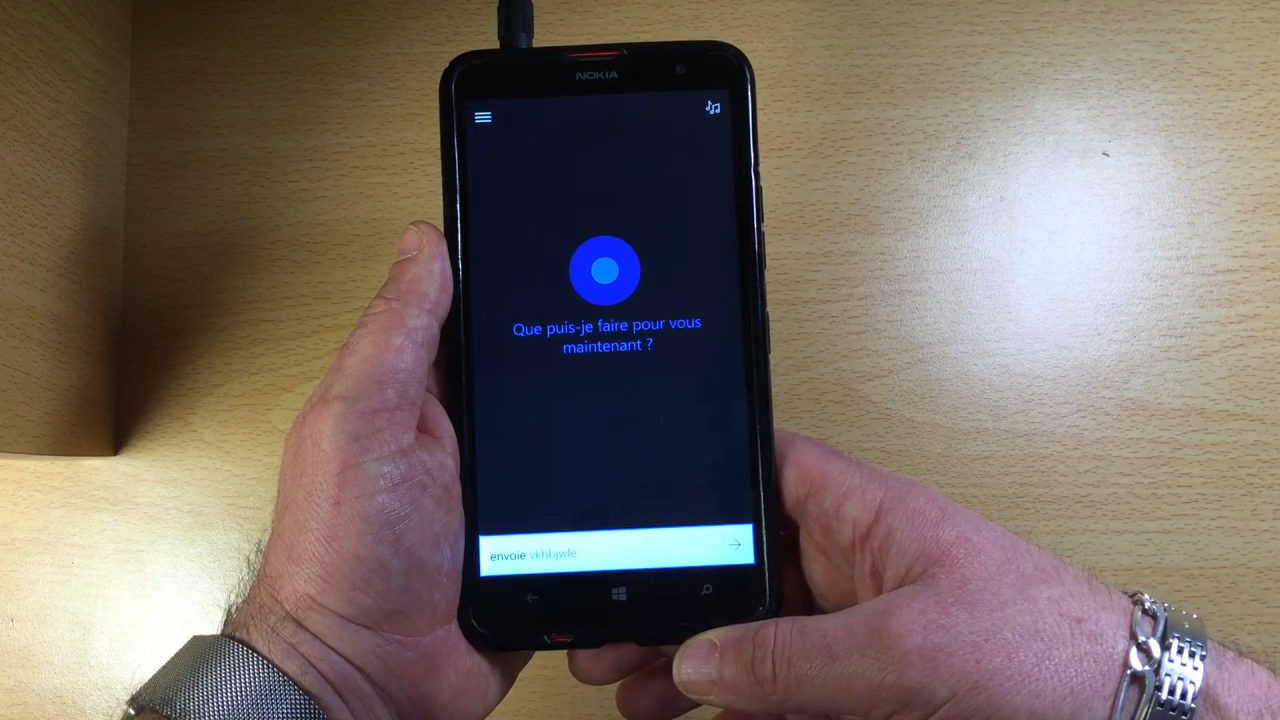 NOKIA
Que puis-je faire pour vous
maintenant ?
envoie vkhbjwle